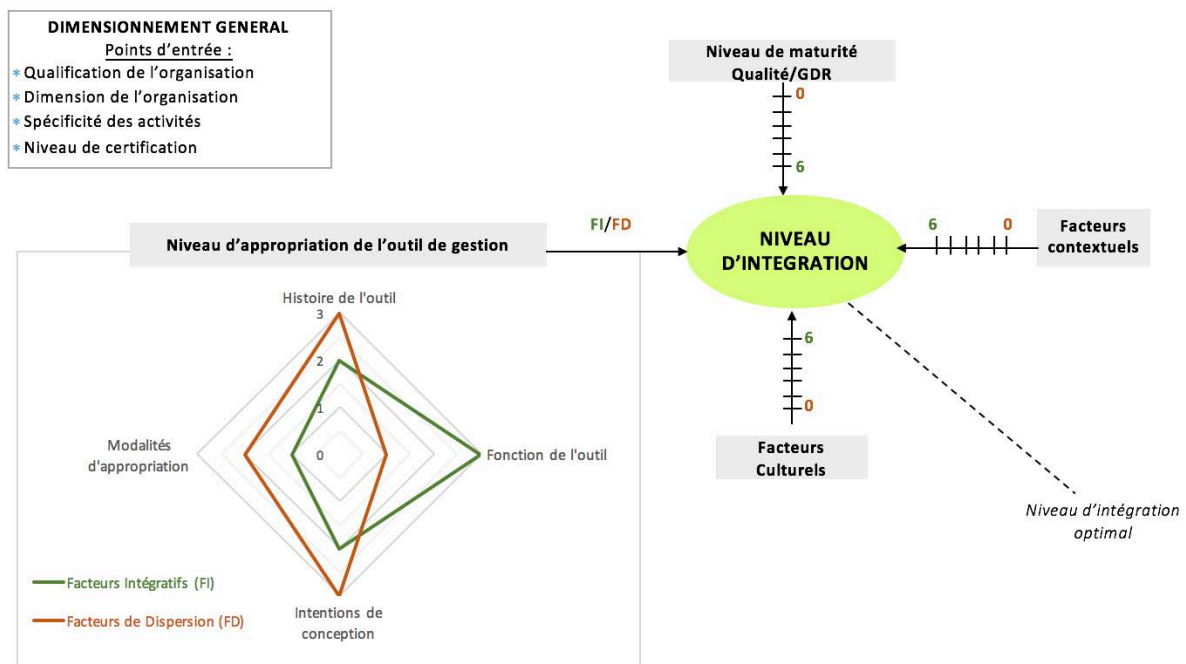 DIMENSIONNEMENT GENERAL
Points d'entrée :
* Qualification de l'organisation
* Dimension de l'organisation
* Spécificité des activités
* Niveau de certification
Niveau de maturité
Qualité/GDR
0
6
FI/FD
Niveau d'appropriation de l'outil de gestion
NIVEAU
D'INTEGRATION
6
0
Facteurs
contextuels
6
0
Facteurs
Culturels
Niveau d'intégration
optimal
Histoire de l'outil
3
2
1
0
Modalités
d'appropriation
Fonction de l'outil
Intentions de
conception
Facteurs Intégratifs (FI)
Facteurs de Dispersion (FD)